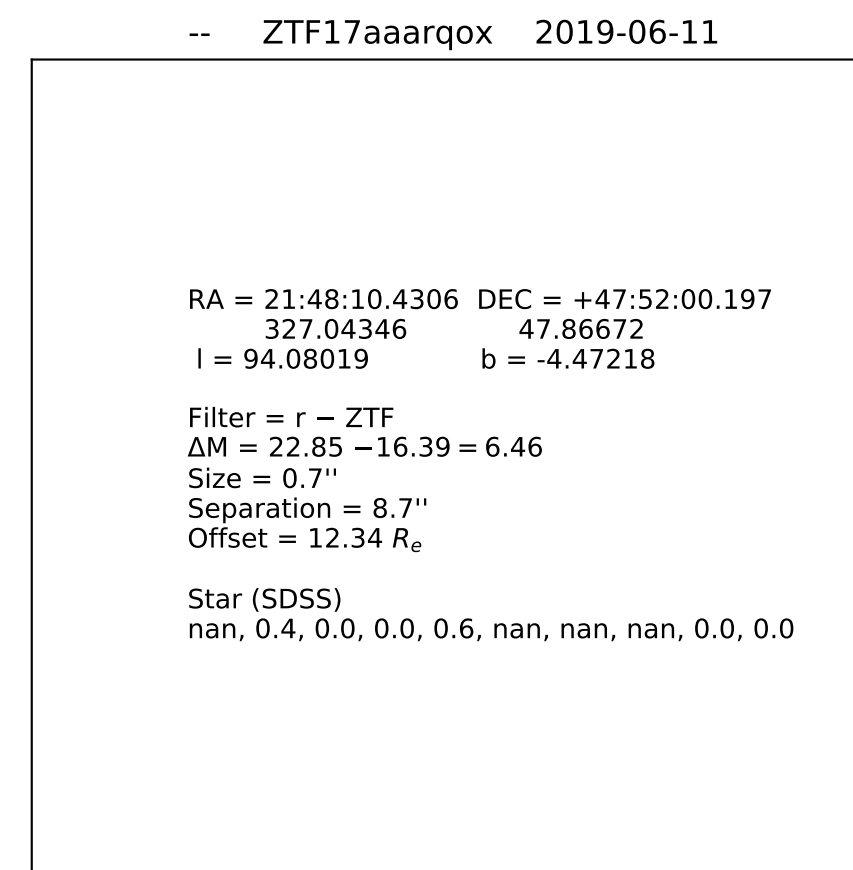 -- ZTF17aaarqox 2019-06-11
RA = 21:48:10.4306 DEC = +47:52:00.197
327.04346 47.86672
l = 94.08019 b = -4.47218
Filter = r − ZTF
ΔM = 22.85 −16.39 = 6.46
Size = 0.7''
Separation = 8.7''
Offset = 12.34 Re
Star (SDSS)
nan, 0.4, 0.0, 0.0, 0.6, nan, nan, nan, 0.0, 0.0